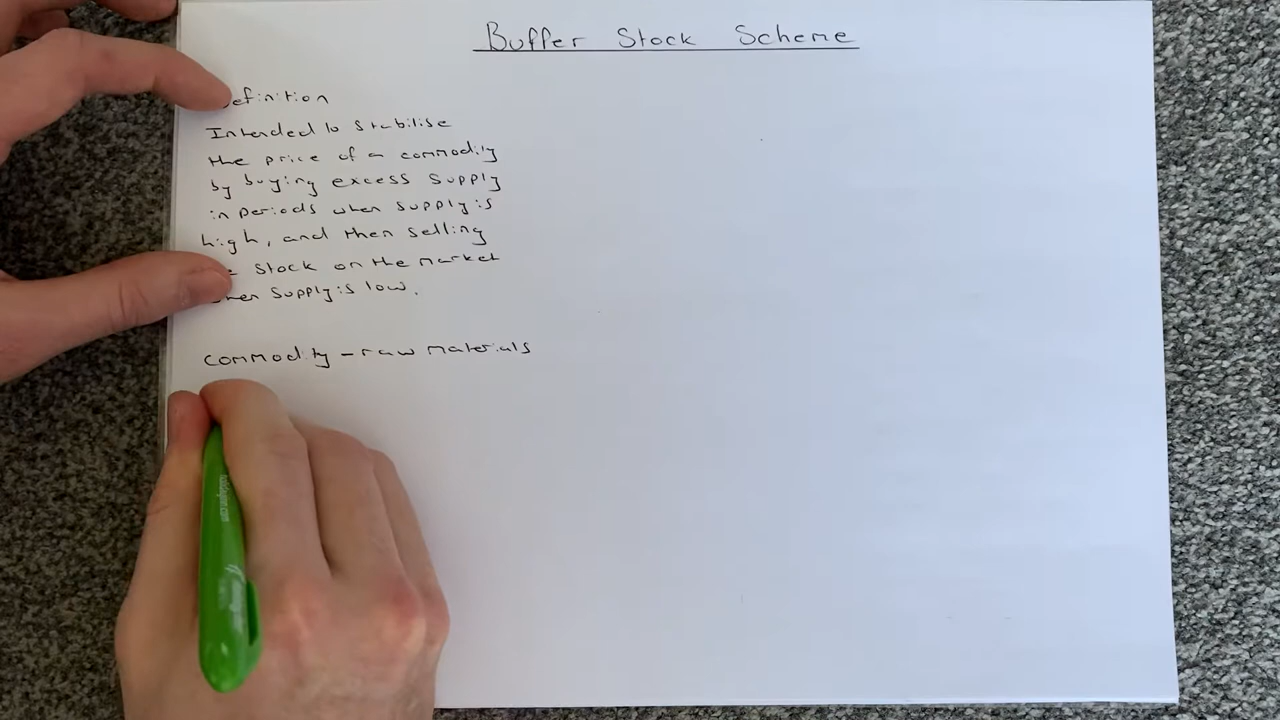 Buffer Stock Scheme
efinition
Intended to stabilise
the price of a commodity
by buying excess supply
in periods when supply is
high, and then selling
stock on the market
when supply is low.
commodity - raw materials